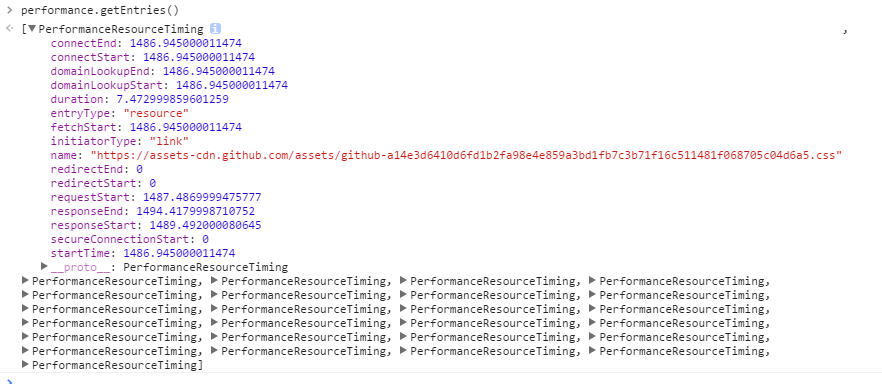 performance.getEntries()
[▼PerformanceResourceTiming i ,
connectEnd: 1486.945000011474
connectStart: 1486.945000011474
domainLookupEnd: 1486.945000011474
domainLookupStart: 1486.945000011474
duration: 7.472999859601259
entryType: "resource"
fetchStart: 1486.945000011474
initiatorType: "link"
name: "https://assets-cdn.github.com/assets/github-a14e3d6410d6fd1b2fa98e4e859a3bd1fb7c3b71f16c511481f068705c04d6a5.css"
redirectEnd: 0
redirectStart: 0
requestStart: 1487.4869999475777
responseEnd: 1494.4179998710752
responseStart: 1489.492000080645
secureConnectionStart: 0
startTime: 1486.945000011474
▶__proto__: PerformanceResourceTiming
▶PerformanceResourceTiming, ▶PerformanceResourceTiming, ▶PerformanceResourceTiming, ▶PerformanceResourceTiming,
▶PerformanceResourceTiming, ▶PerformanceResourceTiming, ▶PerformanceResourceTiming, ▶PerformanceResourceTiming,
▶PerformanceResourceTiming, ▶PerformanceResourceTiming, ▶PerformanceResourceTiming, ▶PerformanceResourceTiming,
▶PerformanceResourceTiming, ▶PerformanceResourceTiming, ▶PerformanceResourceTiming, ▶PerformanceResourceTiming,
▶PerformanceResourceTiming, ▶PerformanceResourceTiming, ▶PerformanceResourceTiming, ▶PerformanceResourceTiming,
▶PerformanceResourceTiming, ▶PerformanceResourceTiming, ▶PerformanceResourceTiming, ▶PerformanceResourceTiming,
▶PerformanceResourceTiming]